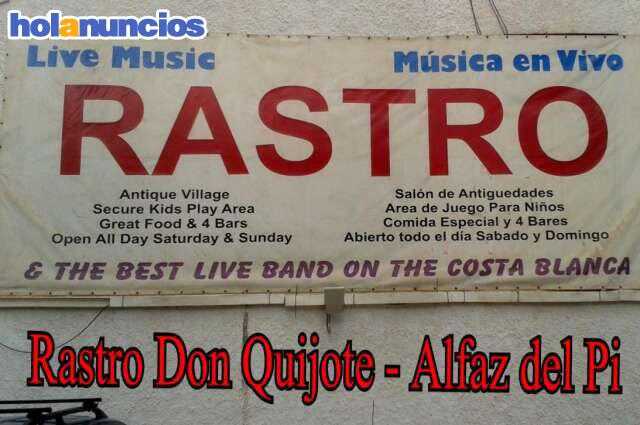 holanuncios
Live Music
Música en Vivo
RASTRO
Antique Village
Secure Kids Play Area
Great Food & 4 Bars
Open All Day Saturday & Sunday
Salón de Antiguedades
Area de Juego Para Niños
Comida Especial y 4 Bares
Abierto todo el día Sabado y Domingo
& THE BEST LIVE BAND ON THE COSTA BLANCA
Rastro Don Quijote - Alfaz del Pi